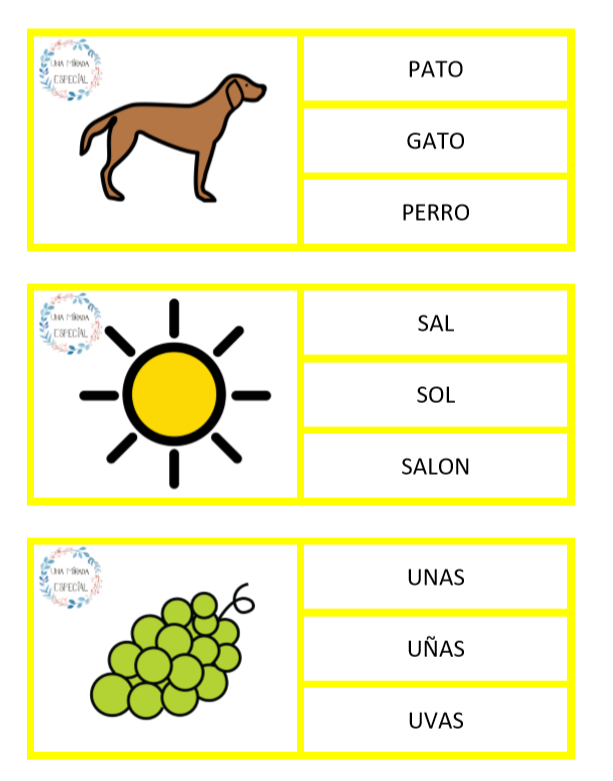 UNA MIRADA
ESPECIAL
PATO
GATO
PERRO
UNA MIRADA
ESPECIAL
SAL
SOL
SALON
UNA MIRADA
ESPECIAL
UNAS
UÑAS
UVAS